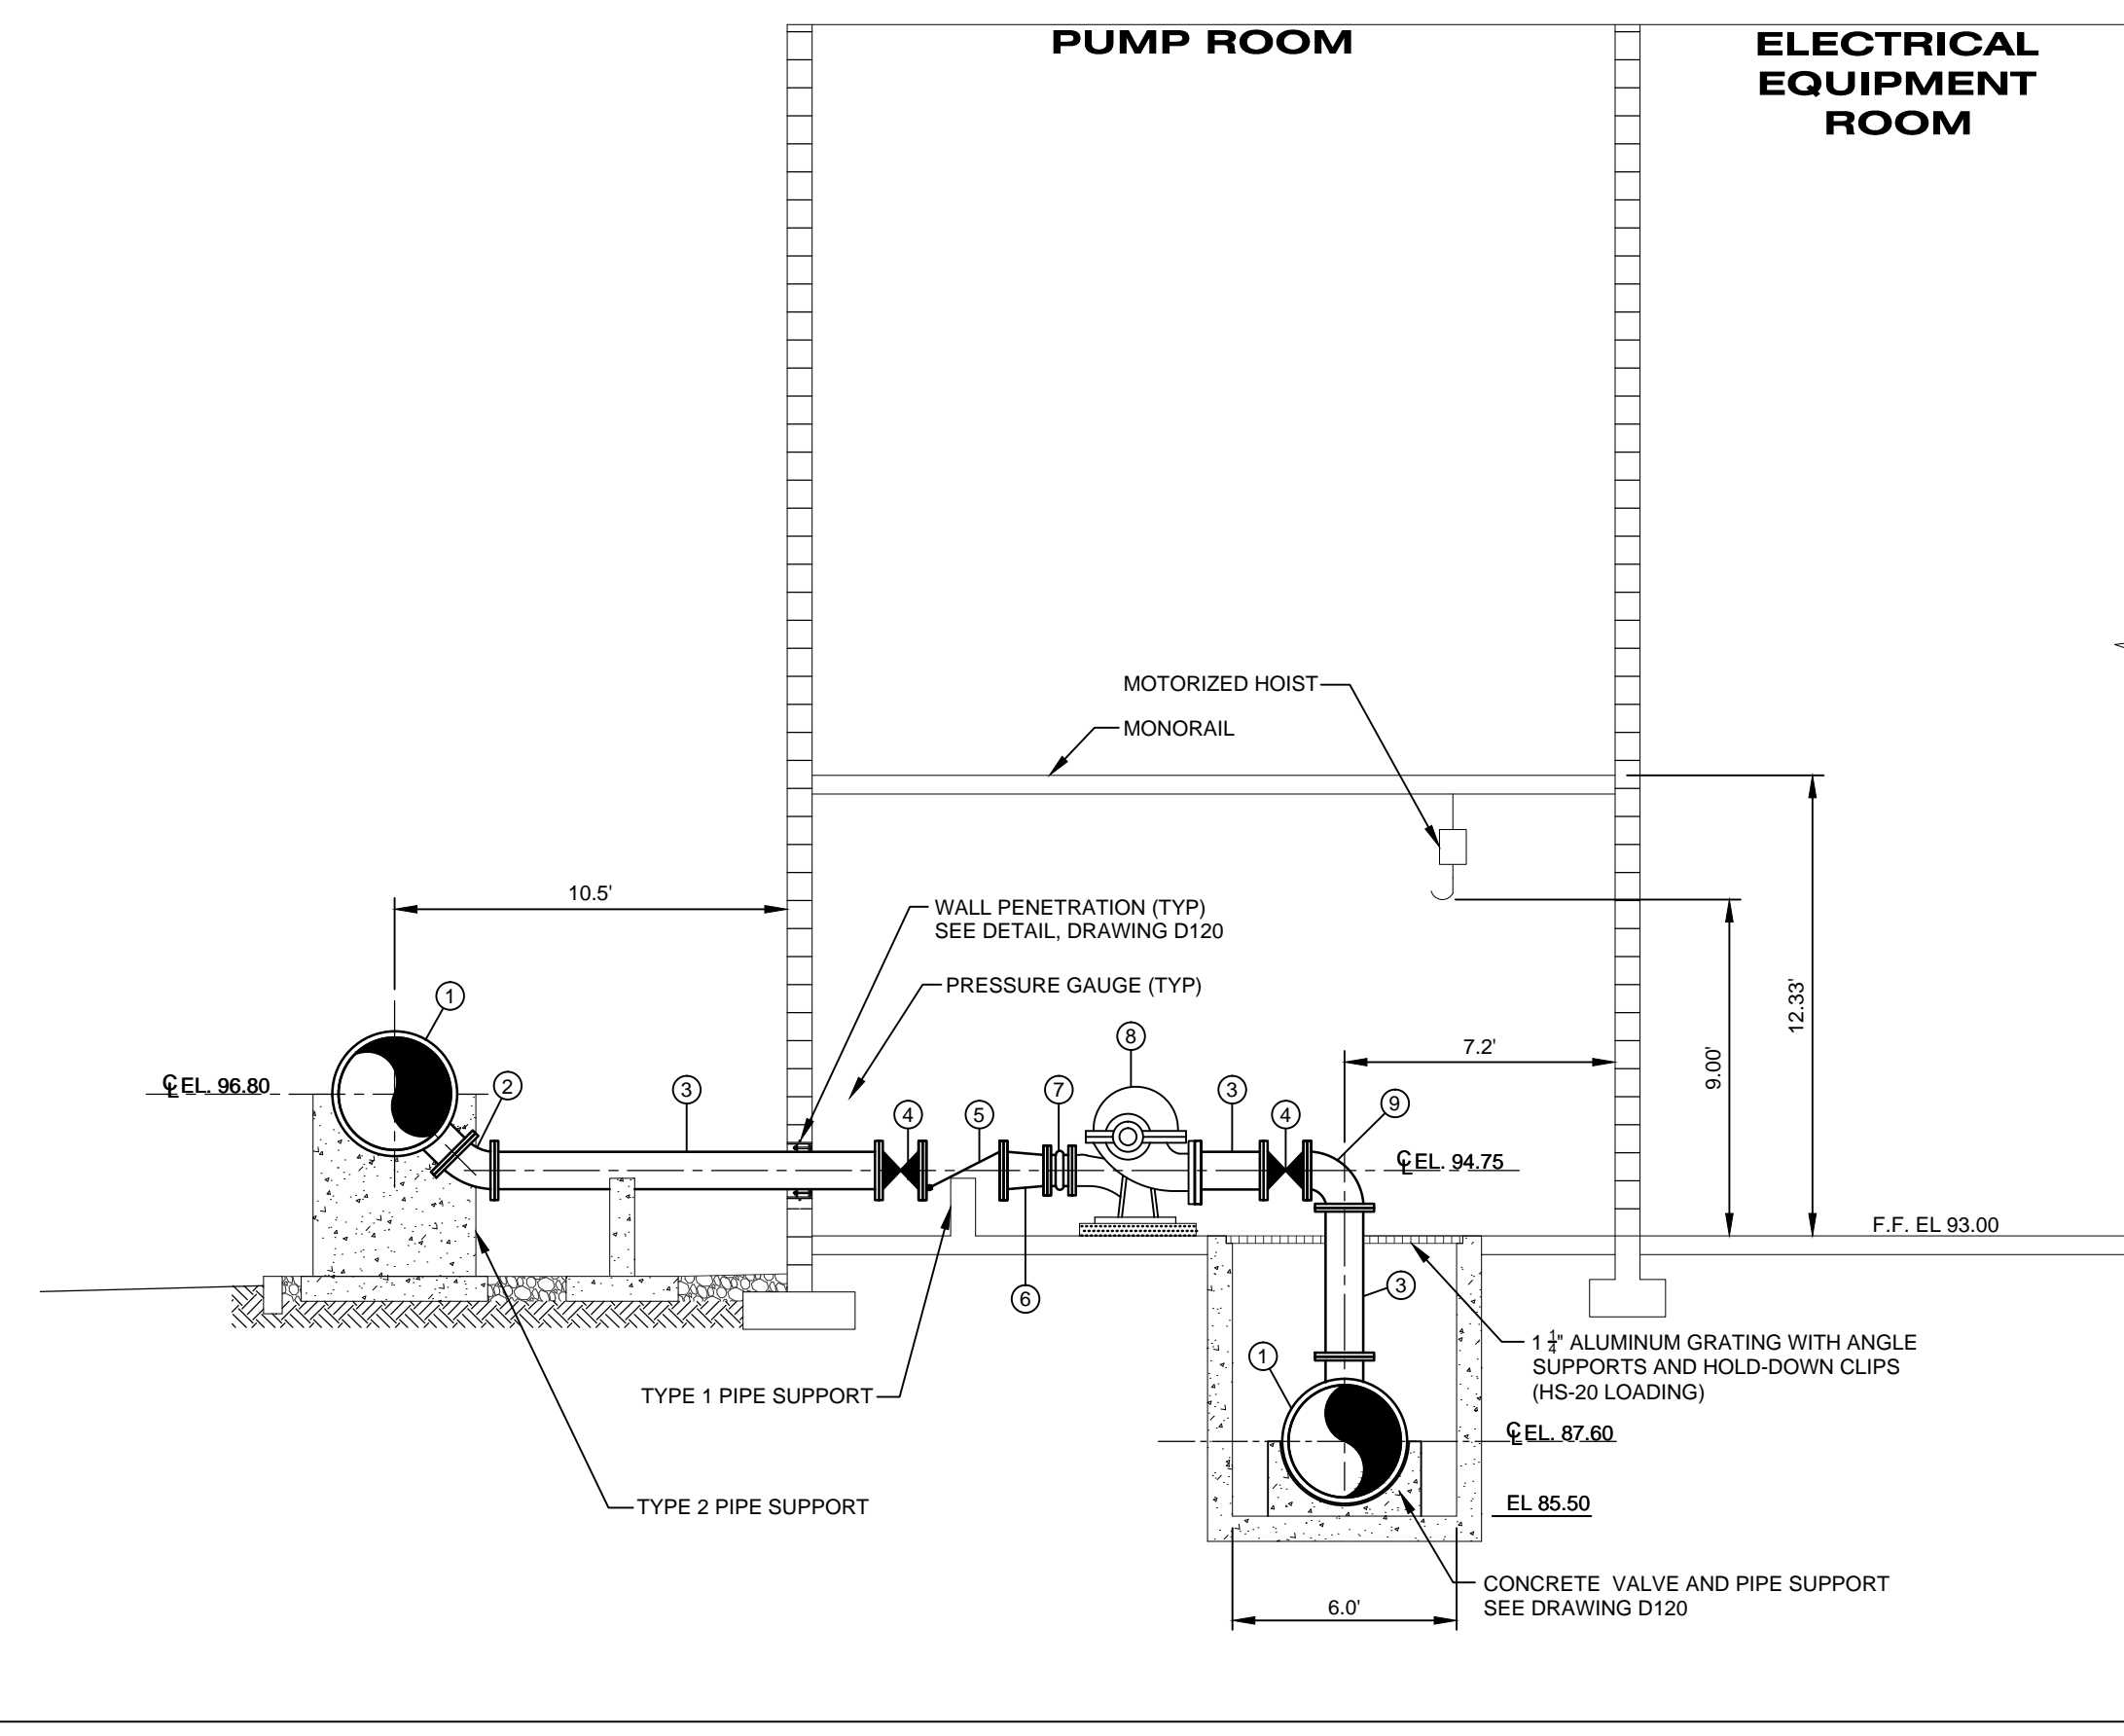 PUMP ROOM
ELECTRICAL
EQUIPMENT
ROOM
MOTORIZED HOIST
MONORAIL
10.5'
WALL PENETRATION (TYP)
SEE DETAIL, DRAWING D120
PRESSURE GAUGE (TYP)
12.33'
9.00'
7.2'
1
8
℄ EL. 96.80
2
3
7
3
9
4
5
4
℄ EL. 94.75
F.F. EL 93.00
6
3
1 1/4" ALUMINUM GRATING WITH ANGLE
SUPPORTS AND HOLD-DOWN CLIPS
(HS-20 LOADING)
1
TYPE 1 PIPE SUPPORT
℄ EL. 87.60
TYPE 2 PIPE SUPPORT
EL 85.50
CONCRETE VALVE AND PIPE SUPPORT
SEE DRAWING D120
6.0'